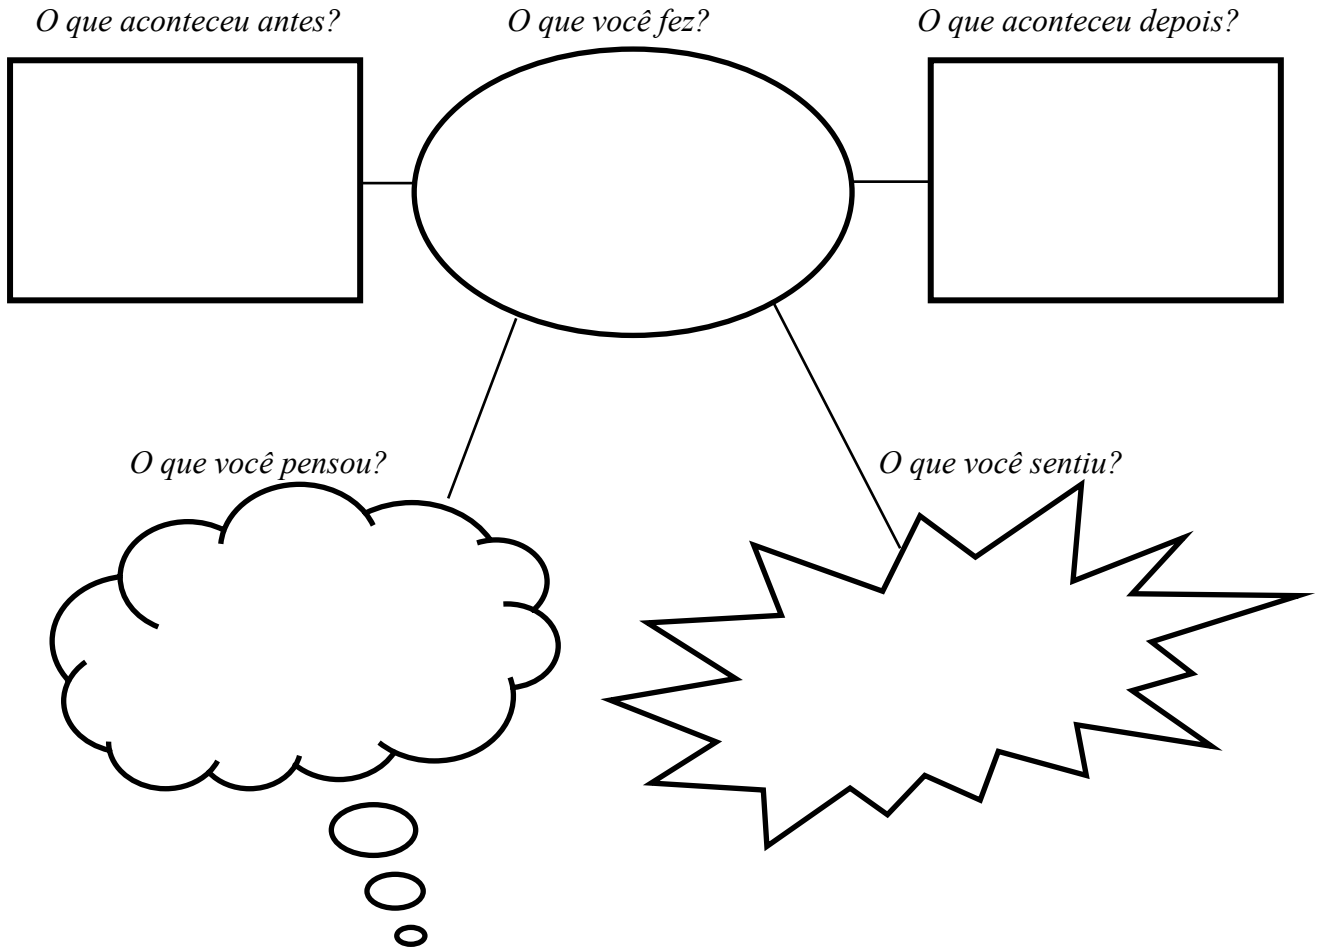 O que aconteceu antes?
O que você fez?
O que aconteceu depois?
O que você pensou?
O que você sentiu?